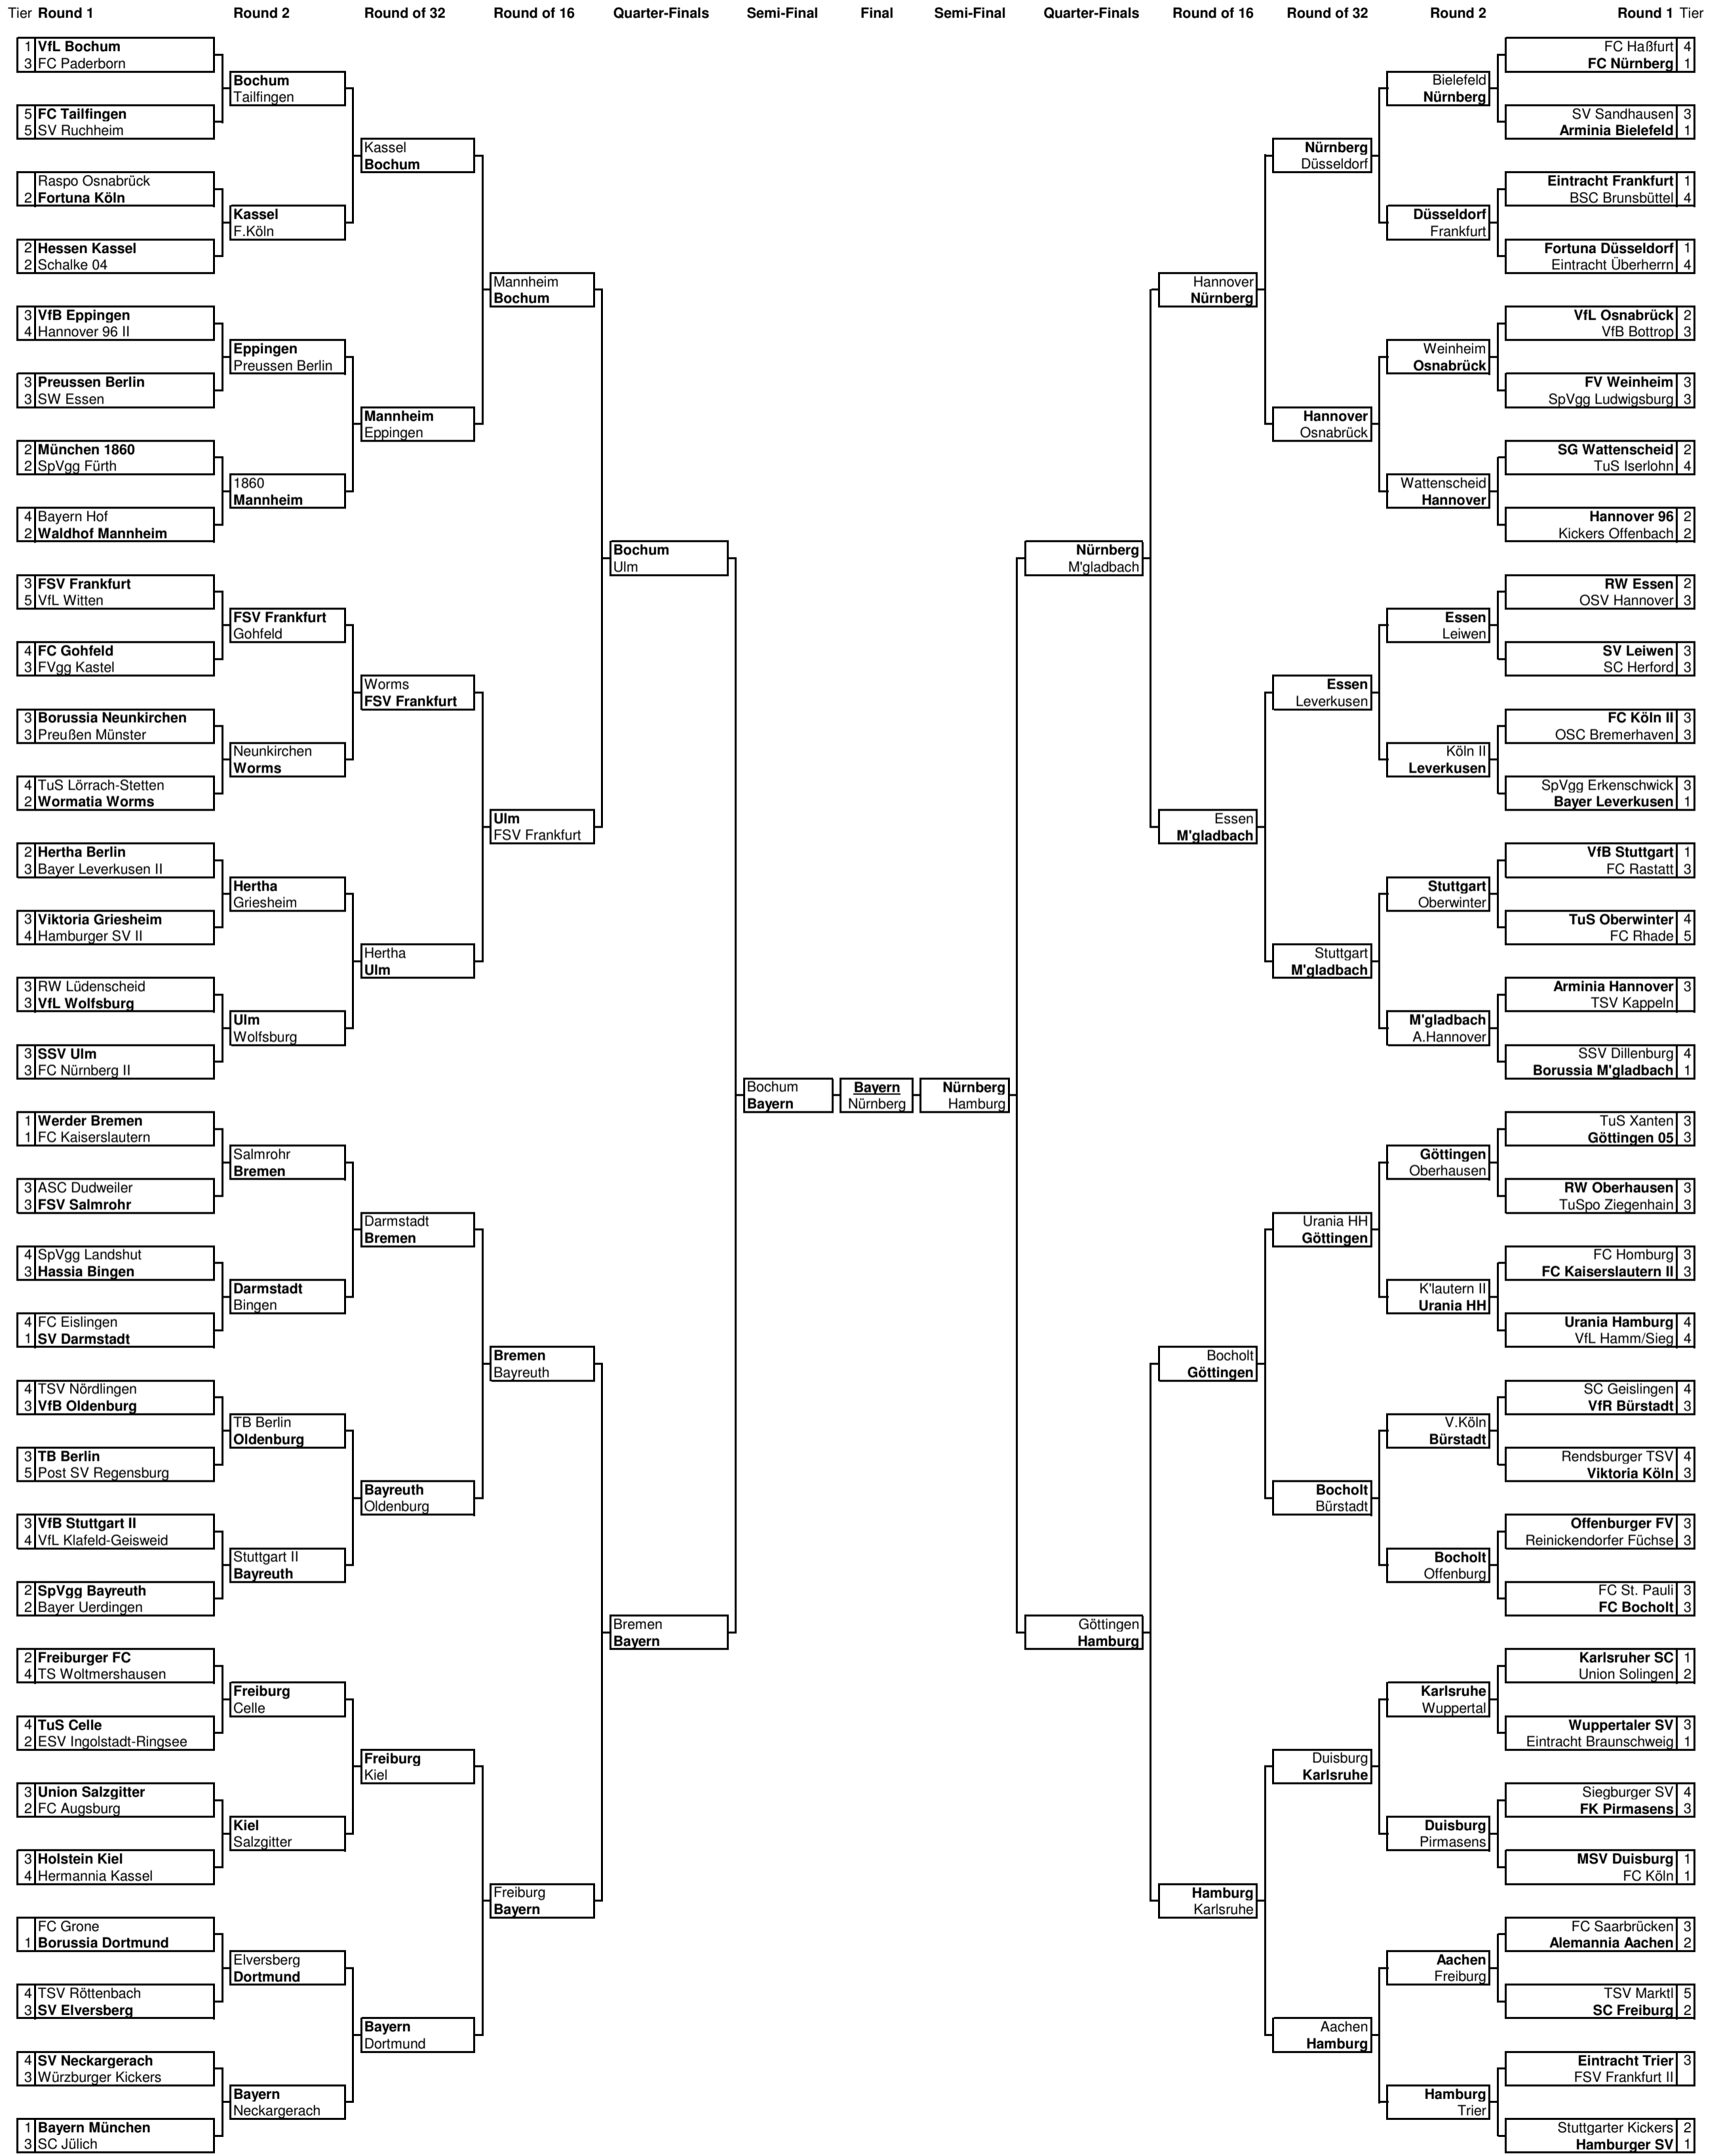 Tier Round 1 Round 2 Round of 32 Round of 16 Quarter-Finals Semi-Final Final Semi-Final Quarter-Finals Round of 16 Round of 32 Round 2 Round 1 Tier
1 VfL Bochum
3 FC Paderborn
5 FC Tailfingen
5 SV Ruchheim
Raspo Osnabrück
2 Fortuna Köln
2 Hessen Kassel
2 Schalke 04
3 VfB Eppingen
4 Hannover 96 II
3 Preussen Berlin
3 SW Essen
2 München 1860
2 SpVgg Fürth
4 Bayern Hof
2 Waldhof Mannheim
3 FSV Frankfurt
5 VfL Witten
4 FC Gohfeld
3 FVgg Kastel
3 Borussia Neunkirchen
3 Preußen Münster
4 TuS Lörrach-Stetten
2 Wormatia Worms
2 Hertha Berlin
3 Bayer Leverkusen II
3 Viktoria Griesheim
4 Hamburger SV II
3 RW Lüdenscheid
3 VfL Wolfsburg
3 SSV Ulm
3 FC Nürnberg II
1 Werder Bremen
1 FC Kaiserslautern
3 ASC Dudweiler
3 FSV Salmrohr
4 SpVgg Landshut
3 Hassia Bingen
4 FC Eislingen
1 SV Darmstadt
4 TSV Nördlingen
3 VfB Oldenburg
3 TB Berlin
5 Post SV Regensburg
3 VfB Stuttgart II
4 VfL Klafeld-Geisweid
2 SpVgg Bayreuth
2 Bayer Uerdingen
2 Freiburger FC
4 TS Woltmershausen
4 TuS Celle
2 ESV Ingolstadt-Ringsee
3 Union Salzgitter
2 FC Augsburg
3 Holstein Kiel
4 Hermannia Kassel
FC Grone
1 Borussia Dortmund
4 TSV Röttenbach
3 SV Elversberg
4 SV Neckargerach
3 Würzburger Kickers
1 Bayern München
3 SC Jülich
Bochum
Tailfingen
Kassel
F.Köln
Eppingen
Preussen Berlin
1860
Mannheim
FSV Frankfurt
Gohfeld
Neunkirchen
Worms
Hertha
Griesheim
Ulm
Wolfsburg
Salmrohr
Bremen
Darmstadt
Bingen
TB Berlin
Oldenburg
Stuttgart II
Bayreuth
Freiburg
Celle
Kiel
Salzgitter
Elversberg
Dortmund
Bayern
Neckargerach
Kassel
Bochum
Mannheim
Eppingen
Worms
FSV Frankfurt
Hertha
Ulm
Darmstadt
Bremen
Bayreuth
Oldenburg
Freiburg
Kiel
Bayern
Dortmund
Mannheim
Bochum
Ulm
FSV Frankfurt
Bremen
Bayreuth
Freiburg
Bayern
Bochum
Ulm
Bremen
Bayern
Bochum
Bayern
Bayern
Nürnberg
Nürnberg
Hamburg
Nürnberg
M'gladbach
Göttingen
Hamburg
Hannover
Nürnberg
Essen
M'gladbach
Bocholt
Göttingen
Hamburg
Karlsruhe
Nürnberg
Düsseldorf
Hannover
Osnabrück
Essen
Leverkusen
Stuttgart
M'gladbach
Urania HH
Göttingen
Bocholt
Bürstadt
Duisburg
Karlsruhe
Aachen
Hamburg
Bielefeld
Nürnberg
Düsseldorf
Frankfurt
Weinheim
Osnabrück
Wattenscheid
Hannover
Essen
Leiwen
Köln II
Leverkusen
Stuttgart
Oberwinter
M'gladbach
A.Hannover
Göttingen
Oberhausen
K'lautern II
Urania HH
V.Köln
Bürstadt
Bocholt
Offenburg
Karlsruhe
Wuppertal
Duisburg
Pirmasens
Aachen
Freiburg
Hamburg
Trier
FC Haßfurt 4
FC Nürnberg 1
SV Sandhausen 3
Arminia Bielefeld 1
Eintracht Frankfurt 1
BSC Brunsbüttel 4
Fortuna Düsseldorf 1
Eintracht Überherrn 4
VfL Osnabrück 2
VfB Bottrop 3
FV Weinheim 3
SpVgg Ludwigsburg 3
SG Wattenscheid 2
TuS Iserlohn 4
Hannover 96 2
Kickers Offenbach 2
RW Essen 2
OSV Hannover 3
SV Leiwen 3
SC Herford 3
FC Köln II 3
OSC Bremerhaven 3
SpVgg Erkenschwick 3
Bayer Leverkusen 1
VfB Stuttgart 1
FC Rastatt 3
TuS Oberwinter 4
FC Rhade 5
Arminia Hannover 3
TSV Kappeln
SSV Dillenburg 4
Borussia M'gladbach 1
TuS Xanten 3
Göttingen 05 3
RW Oberhausen 3
TuSpo Ziegenhain 3
FC Homburg 3
FC Kaiserslautern II 3
Urania Hamburg 4
VfL Hamm/Sieg 4
SC Geislingen 4
VfR Bürstadt 3
Rendsburger TSV 4
Viktoria Köln 3
Offenburger FV 3
Reinickendorfer Füchse 3
FC St. Pauli 3
FC Bocholt 3
Karlsruher SC 1
Union Solingen 2
Wuppertaler SV 3
Eintracht Braunschweig 1
Siegburger SV 4
FK Pirmasens 3
MSV Duisburg 1
FC Köln 1
FC Saarbrücken 3
Alemannia Aachen 2
TSV Marktl 5
SC Freiburg 2
Eintracht Trier 3
FSV Frankfurt II
Stuttgarter Kickers 2
Hamburger SV 1